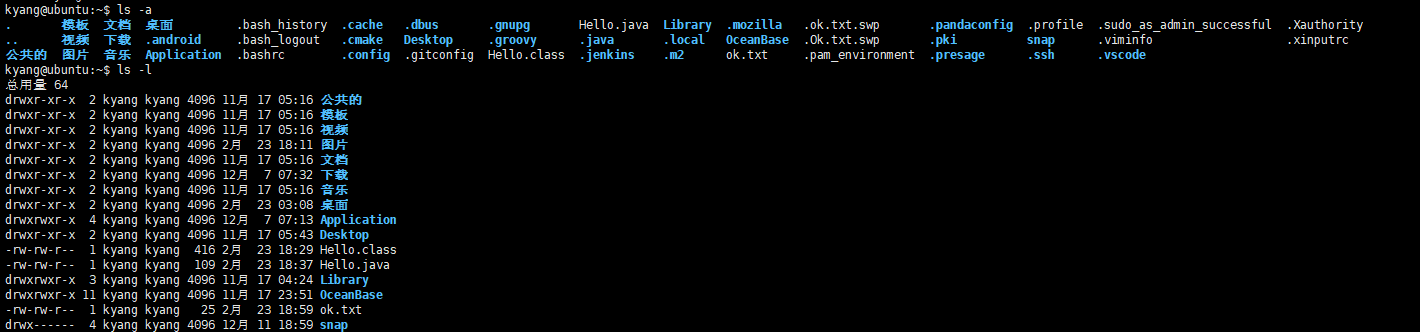 kyang@ubuntu:~$ ls -a
. 模板 文档 桌面 .bash_history .cache .dbus .gnupg Hello.java Library .mozilla .ok.txt.swp .pandaconfig .profile .sudo_as_admin_successful .Xauthority
.. 视频 下载 .android .bash_logout .cmake Desktop .groovy .java .local OceanBase .Ok.txt.swp .pki snap .viminfo .xinputrc
公共的 图片 音乐 Application .bashrc .config .gitconfig Hello.class .jenkins .m2 ok.txt .pam_environment .presage .ssh .vscode
kyang@ubuntu:~$ ls -l
总用量 64
drwxr-xr-x 2 kyang kyang 4096 11月 17 05:16 公共的
drwxr-xr-x 2 kyang kyang 4096 11月 17 05:16 模板
drwxr-xr-x 2 kyang kyang 4096 11月 17 05:16 视频
drwxr-xr-x 2 kyang kyang 4096 2月 23 18:11 图片
drwxr-xr-x 2 kyang kyang 4096 11月 17 05:16 文档
drwxr-xr-x 2 kyang kyang 4096 12月 7 07:32 下载
drwxr-xr-x 2 kyang kyang 4096 11月 17 05:16 音乐
drwxr-xr-x 2 kyang kyang 4096 2月 23 03:08 桌面
drwxrwxr-x 4 kyang kyang 4096 12月 7 07:13 Application
drwxr-xr-x 2 kyang kyang 4096 11月 17 05:43 Desktop
-rw-rw-r-- 1 kyang kyang 416 2月 23 18:29 Hello.class
-rw-rw-r-- 1 kyang kyang 109 2月 23 18:37 Hello.java
drwxrwxr-x 3 kyang kyang 4096 11月 17 04:24 Library
drwxrwxr-x 11 kyang kyang 4096 11月 17 23:51 OceanBase
-rw-rw-r-- 1 kyang kyang 25 2月 23 18:59 ok.txt
drwx------ 4 kyang kyang 4096 12月 11 18:59 snap